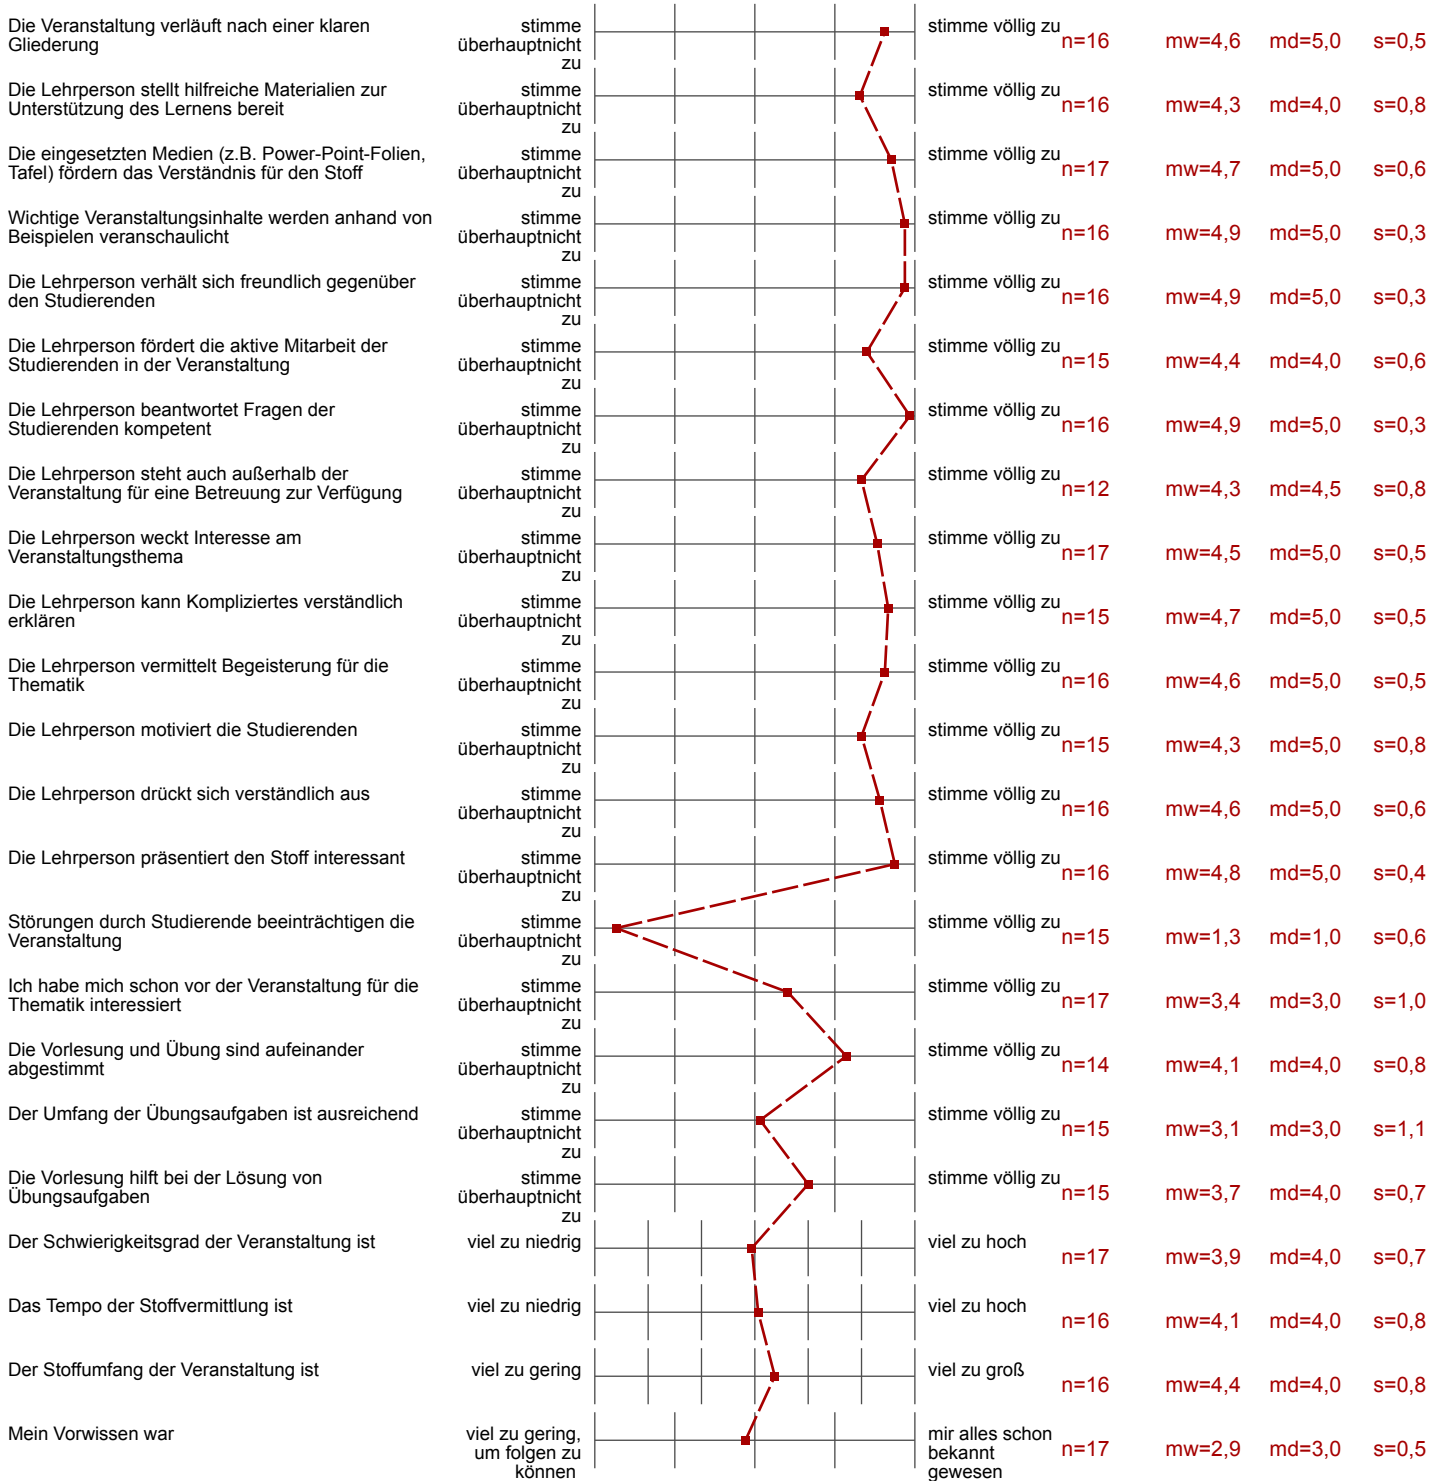 Die Veranstaltung verläuft nach einer klaren
Gliederung
stimme
überhauptnicht
zu
stimme völlig zu
n=16 mw=4,6 md=5,0 s=0,5
Die Lehrperson stellt hilfreiche Materialien zur
Unterstützung des Lernens bereit
stimme
überhauptnicht
zu
stimme völlig zu
n=16 mw=4,3 md=4,0 s=0,8
Die eingesetzten Medien (z.B. Power-Point-Folien,
Tafel) fördern das Verständnis für den Stoff
stimme
überhauptnicht
zu
stimme völlig zu
n=17 mw=4,7 md=5,0 s=0,6
Wichtige Veranstaltungsinhalte werden anhand von
Beispielen veranschaulicht
stimme
überhauptnicht
zu
stimme völlig zu
n=16 mw=4,9 md=5,0 s=0,3
Die Lehrperson verhält sich freundlich gegenüber
den Studierenden
stimme
überhauptnicht
zu
stimme völlig zu
n=16 mw=4,9 md=5,0 s=0,3
Die Lehrperson fördert die aktive Mitarbeit der
Studierenden in der Veranstaltung
stimme
überhauptnicht
zu
stimme völlig zu
n=15 mw=4,4 md=4,0 s=0,6
Die Lehrperson beantwortet Fragen der
Studierenden kompetent
stimme
überhauptnicht
zu
stimme völlig zu
n=16 mw=4,9 md=5,0 s=0,3
Die Lehrperson steht auch außerhalb der
Veranstaltung für eine Betreuung zur Verfügung
stimme
überhauptnicht
zu
stimme völlig zu
n=12 mw=4,3 md=4,5 s=0,8
Die Lehrperson weckt Interesse am
Veranstaltungsthema
stimme
überhauptnicht
zu
stimme völlig zu
n=17 mw=4,5 md=5,0 s=0,5
Die Lehrperson kann Kompliziertes verständlich
erklären
stimme
überhauptnicht
zu
stimme völlig zu
n=15 mw=4,7 md=5,0 s=0,5
Die Lehrperson vermittelt Begeisterung für die
Thematik
stimme
überhauptnicht
zu
stimme völlig zu
n=16 mw=4,6 md=5,0 s=0,5
Die Lehrperson motiviert die Studierenden
stimme
überhauptnicht
zu
stimme völlig zu
n=15 mw=4,3 md=5,0 s=0,8
Die Lehrperson drückt sich verständlich aus
stimme
überhauptnicht
zu
stimme völlig zu
n=16 mw=4,6 md=5,0 s=0,6
Die Lehrperson präsentiert den Stoff interessant
stimme
überhauptnicht
zu
stimme völlig zu
n=16 mw=4,8 md=5,0 s=0,4
Störungen durch Studierende beeinträchtigen die
Veranstaltung
stimme
überhauptnicht
zu
stimme völlig zu
n=15 mw=1,3 md=1,0 s=0,6
Ich habe mich schon vor der Veranstaltung für die
Thematik interessiert
stimme
überhauptnicht
zu
stimme völlig zu
n=17 mw=3,4 md=3,0 s=1,0
Die Vorlesung und Übung sind aufeinander
abgestimmt
stimme
überhauptnicht
zu
stimme völlig zu
n=14 mw=4,1 md=4,0 s=0,8
Der Umfang der Übungsaufgaben ist ausreichend
stimme
überhauptnicht
zu
stimme völlig zu
n=15 mw=3,1 md=3,0 s=1,1
Die Vorlesung hilft bei der Lösung von
Übungsaufgaben
stimme
überhauptnicht
zu
stimme völlig zu
n=15 mw=3,7 md=4,0 s=0,7
Der Schwierigkeitsgrad der Veranstaltung ist
viel zu niedrig
viel zu hoch
n=17 mw=3,9 md=4,0 s=0,7
Das Tempo der Stoffvermittlung ist
viel zu niedrig
viel zu hoch
n=16 mw=4,1 md=4,0 s=0,8
Der Stoffumfang der Veranstaltung ist
viel zu gering
viel zu groß
n=16 mw=4,4 md=4,0 s=0,8
Mein Vorwissen war
viel zu gering,
um folgen zu
können
mir alles schon
bekannt
gewesen
n=17 mw=2,9 md=3,0 s=0,5